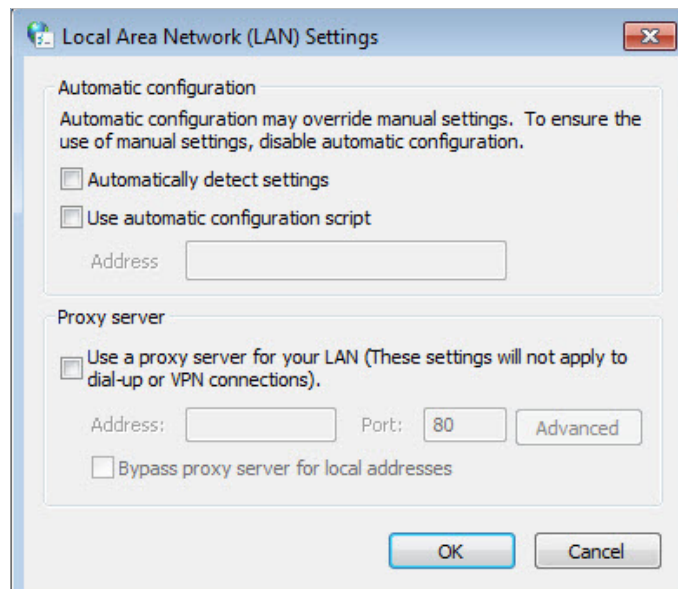 Local Area Network (LAN) Settings
Automatic configuration
Automatic configuration may override manual settings. To ensure the
use of manual settings, disable automatic configuration.
Automatically detect settings
Use automatic configuration script
Address
Proxy server
Use a proxy server for your LAN (These settings will not apply to
dial-up or VPN connections).
Address: Port: 80 Advanced
Bypass proxy server for local addresses
OK Cancel